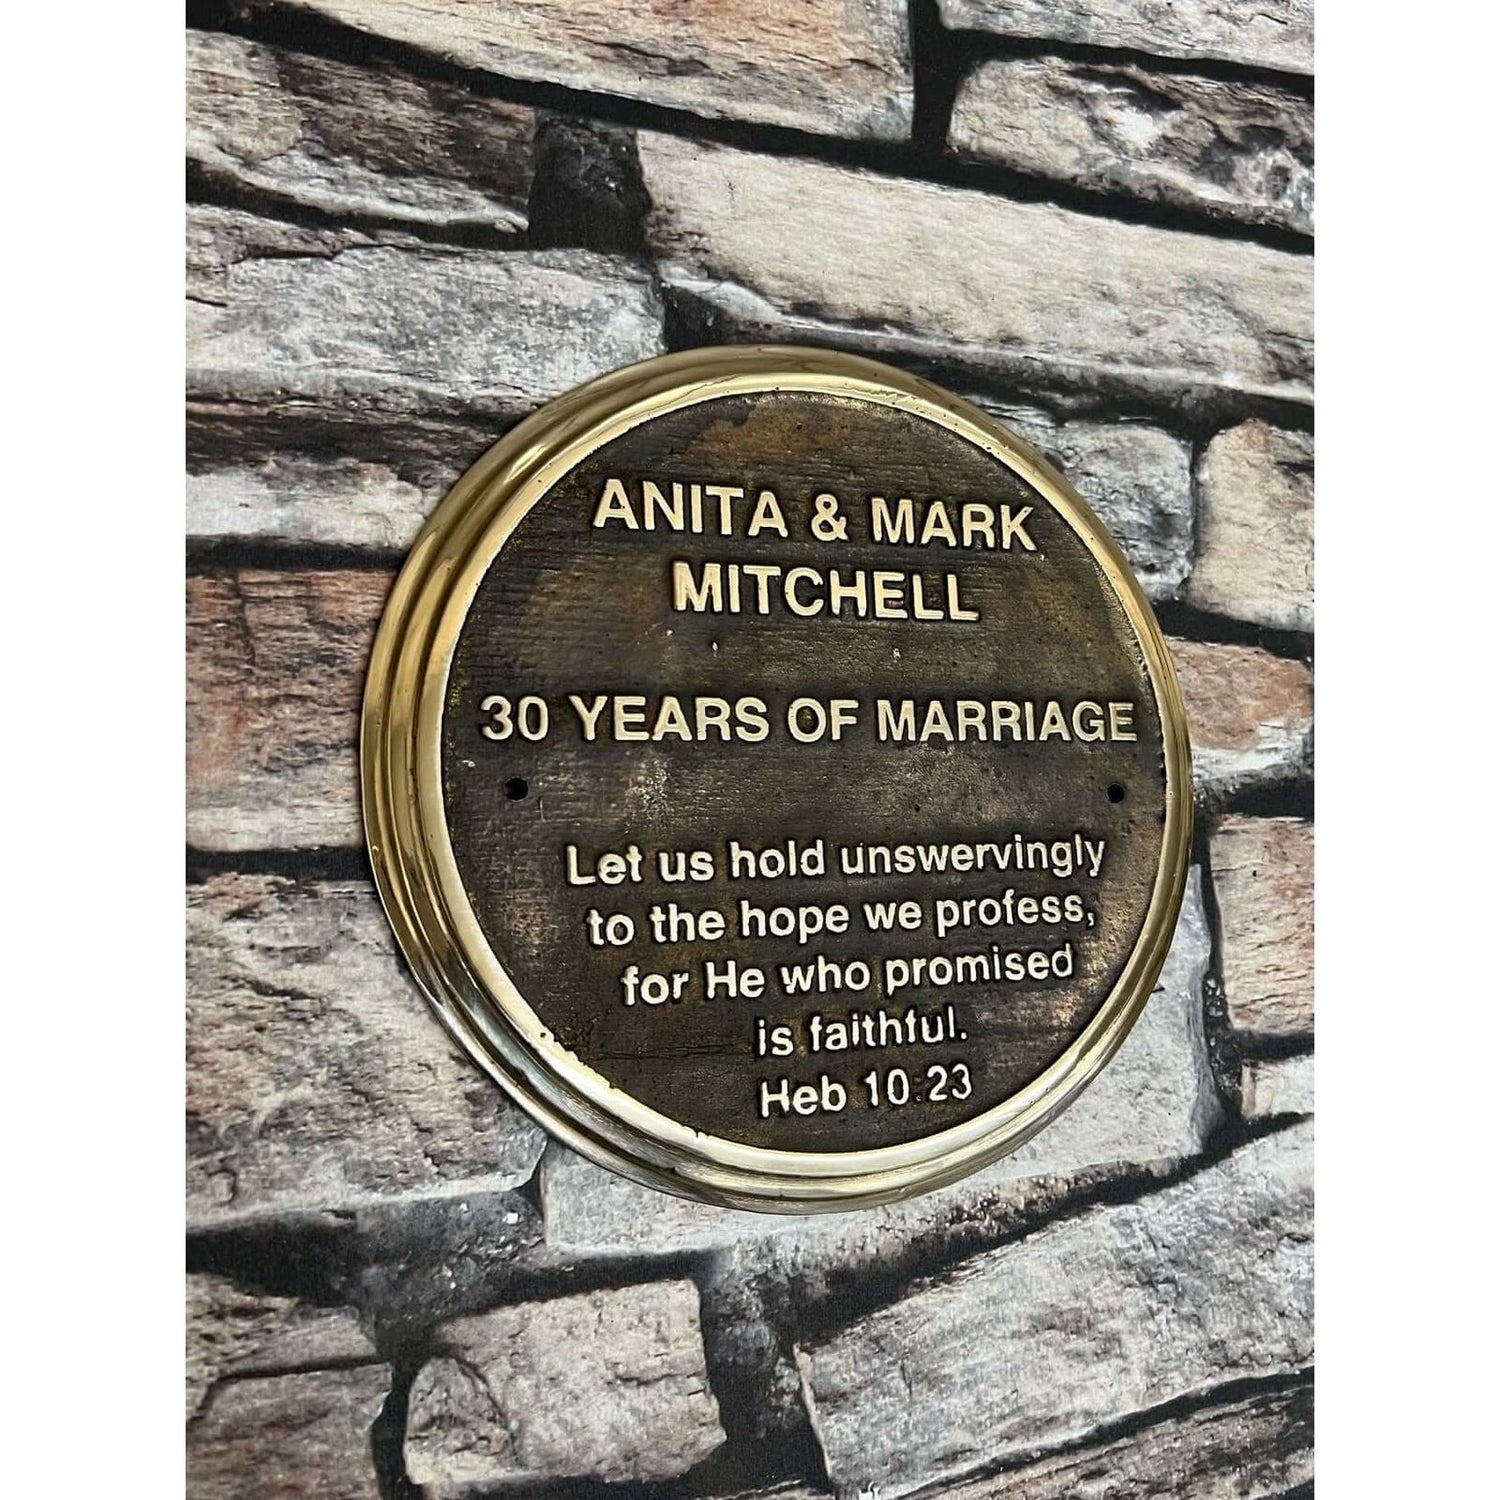 ANITA & MARK
MITCHELL
30 YEARS OF MARRIAGE
Let us hold unswervingly
to the hope we profess,
for He who promised
is faithful.
Heb 10:23